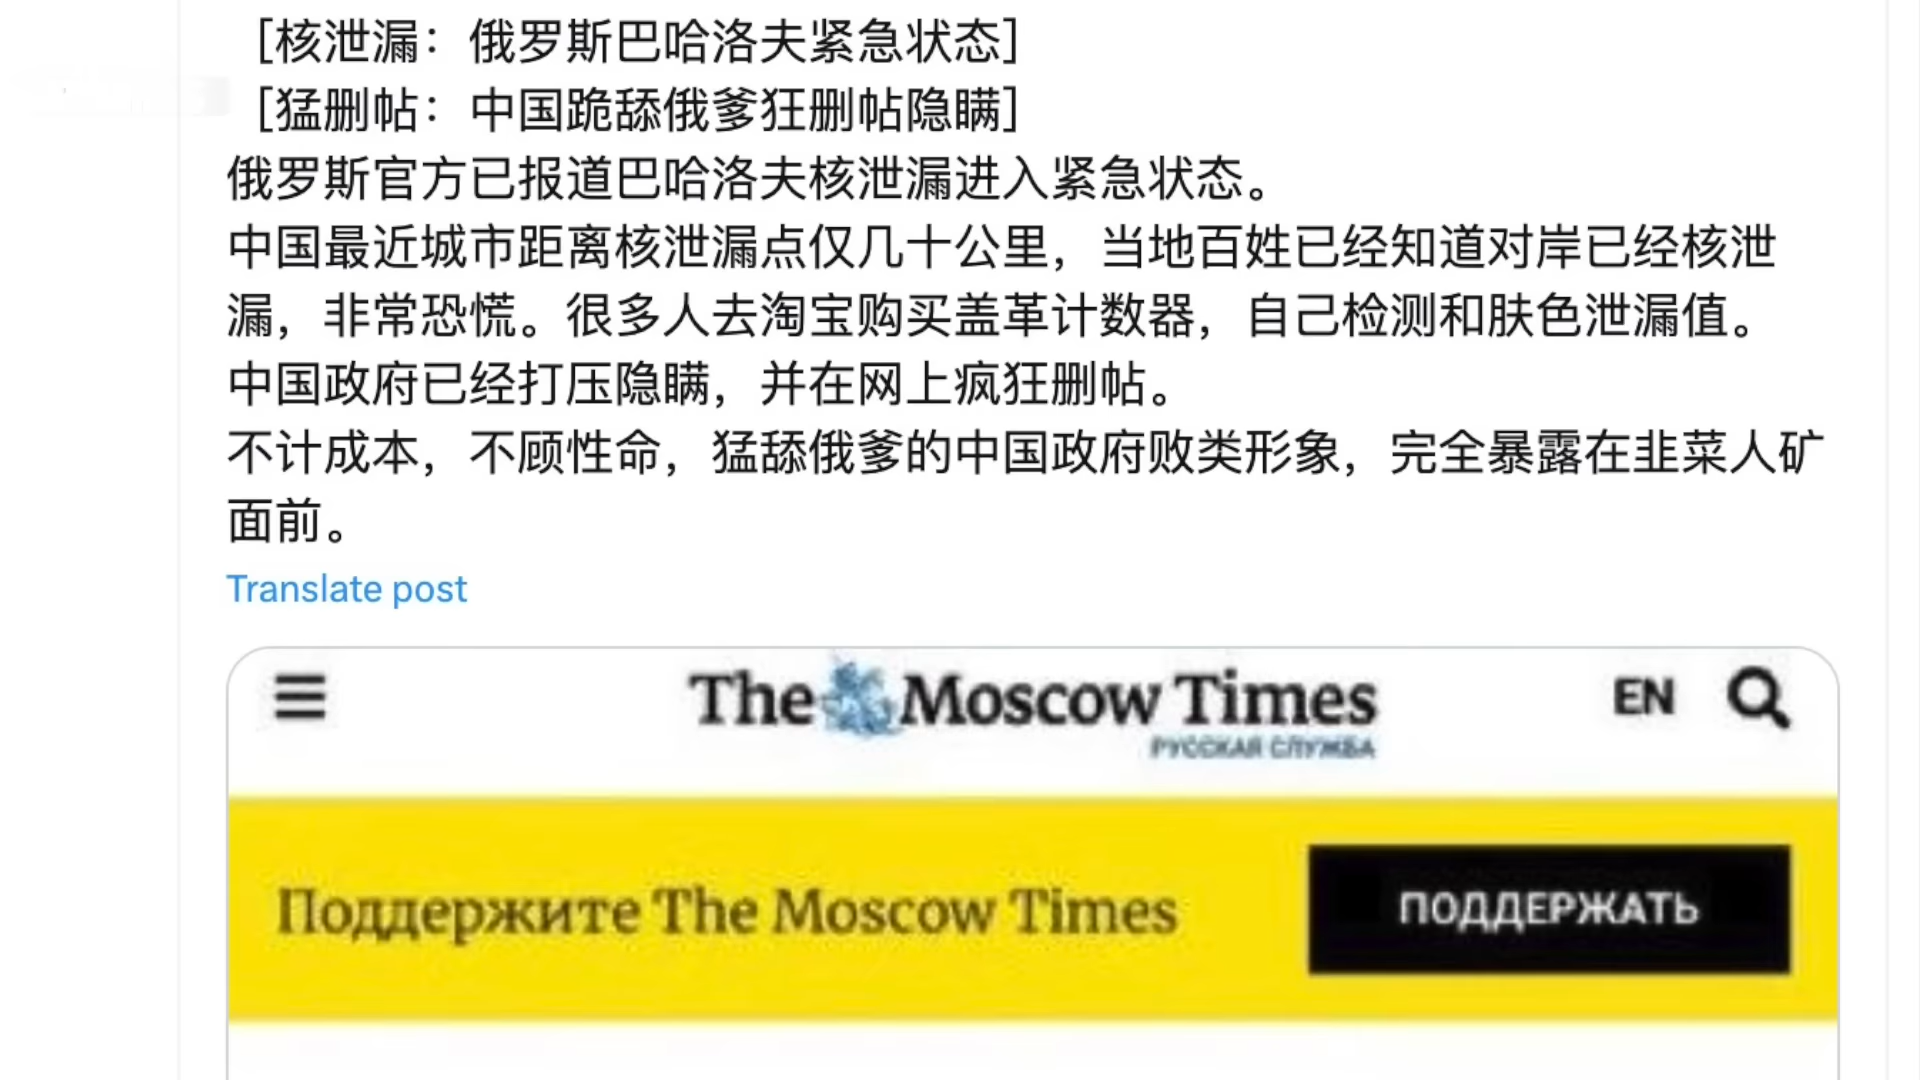 [核泄漏：俄罗斯巴哈洛夫紧急状态]
[猛删帖：中国跪舔俄爹狂删帖隐瞒]
俄罗斯官方已报道巴哈洛夫核泄漏进入紧急状态。
中国最近城市距离核泄漏点仅几十公里，当地百姓已经知道对岸已经核泄
漏，非常恐慌。很多人去淘宝购买盖革计数器，自己检测和肤色泄漏值。
中国政府已经打压隐瞒，并在网上疯狂删帖。
不计成本，不顾性命，猛舔俄爹的中国政府败类形象，完全暴露在韭菜人矿
面前。
Translate post
The Moscow Times
EN
РУССКАЯ СЛУЖБА
Поддержите The Moscow Times
ПОДДЕРЖАТЬ